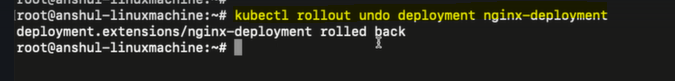 root@anshul-linuxmachine:~# kubectl rollout undo deployment nginx-deployment
deployment.extensions/nginx-deployment rolled back
root@anshul-linuxmachine:~#